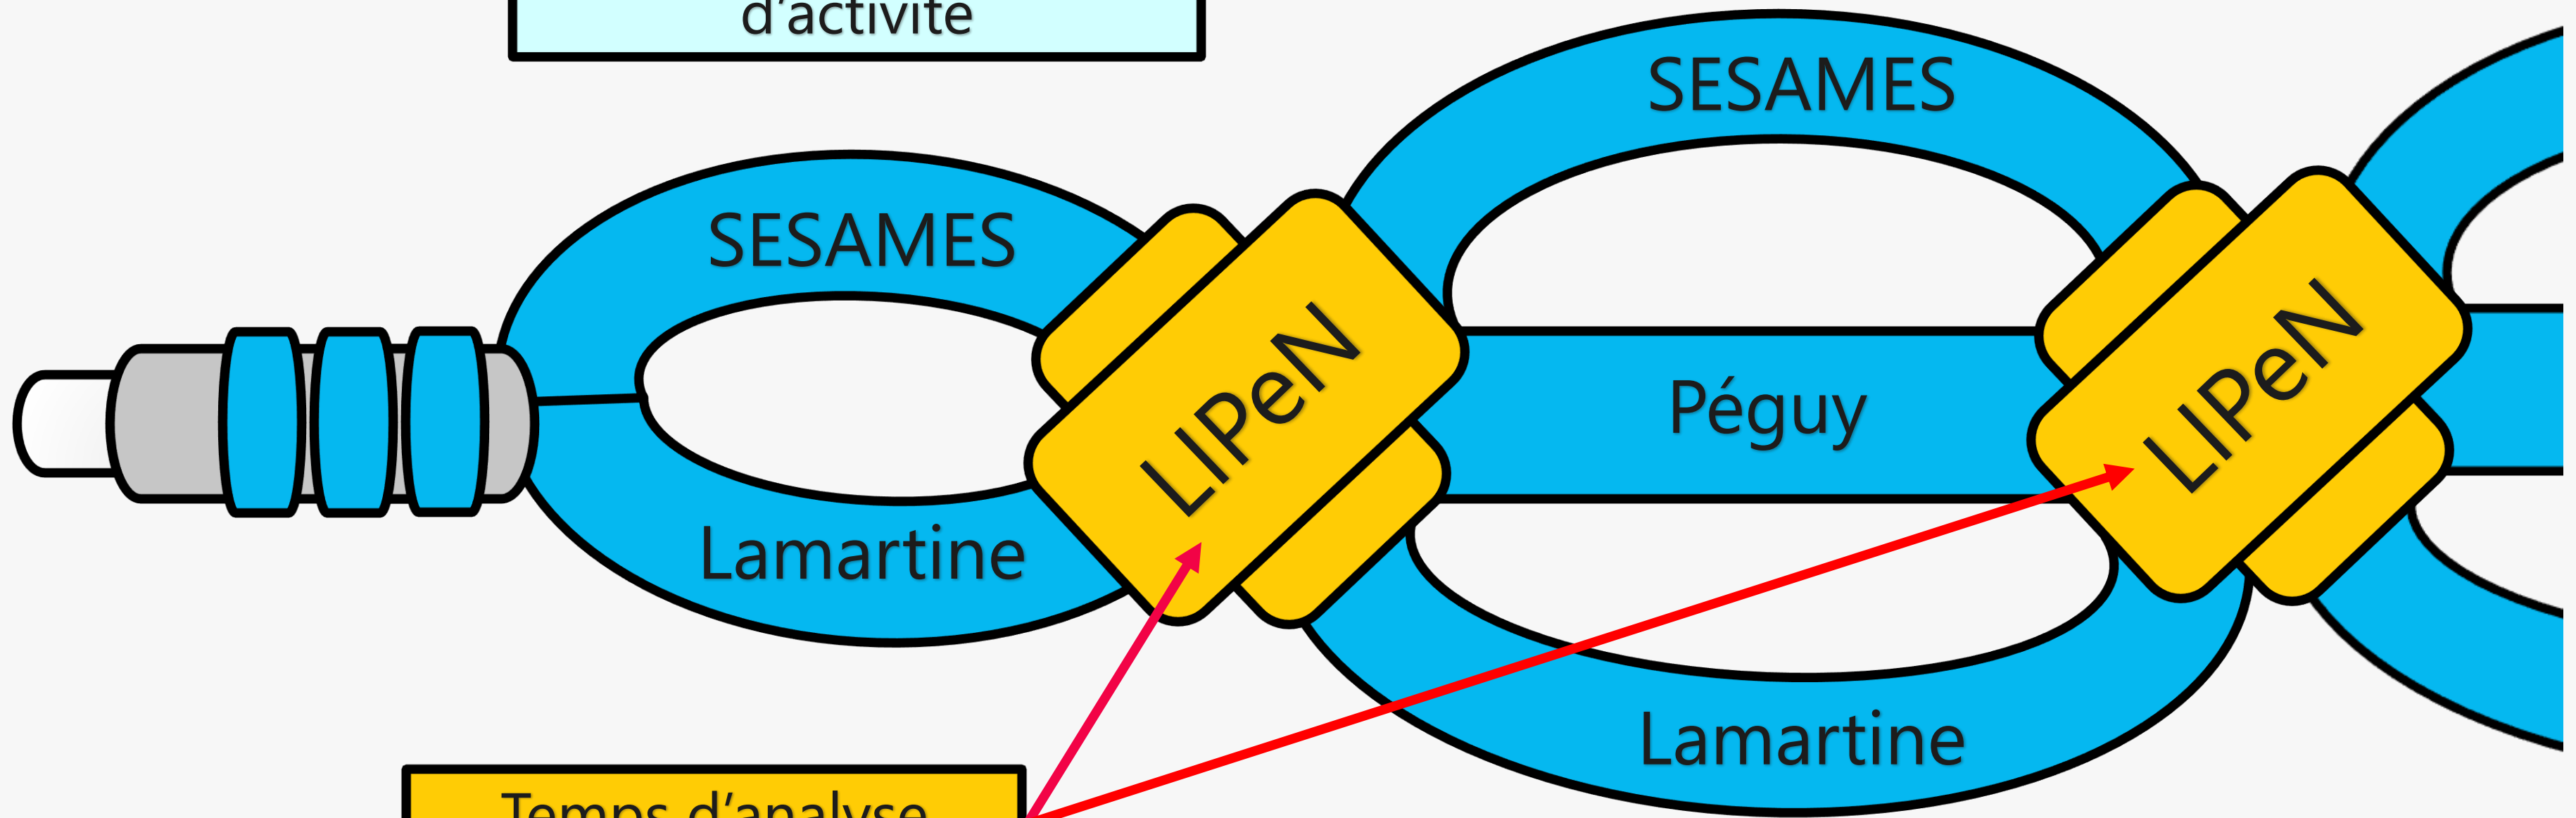 d'activité
SESAMES
SESAMES
LIPeN
LIPeN
Péguy
Lamartine
Lamartine
Temps d'analyse